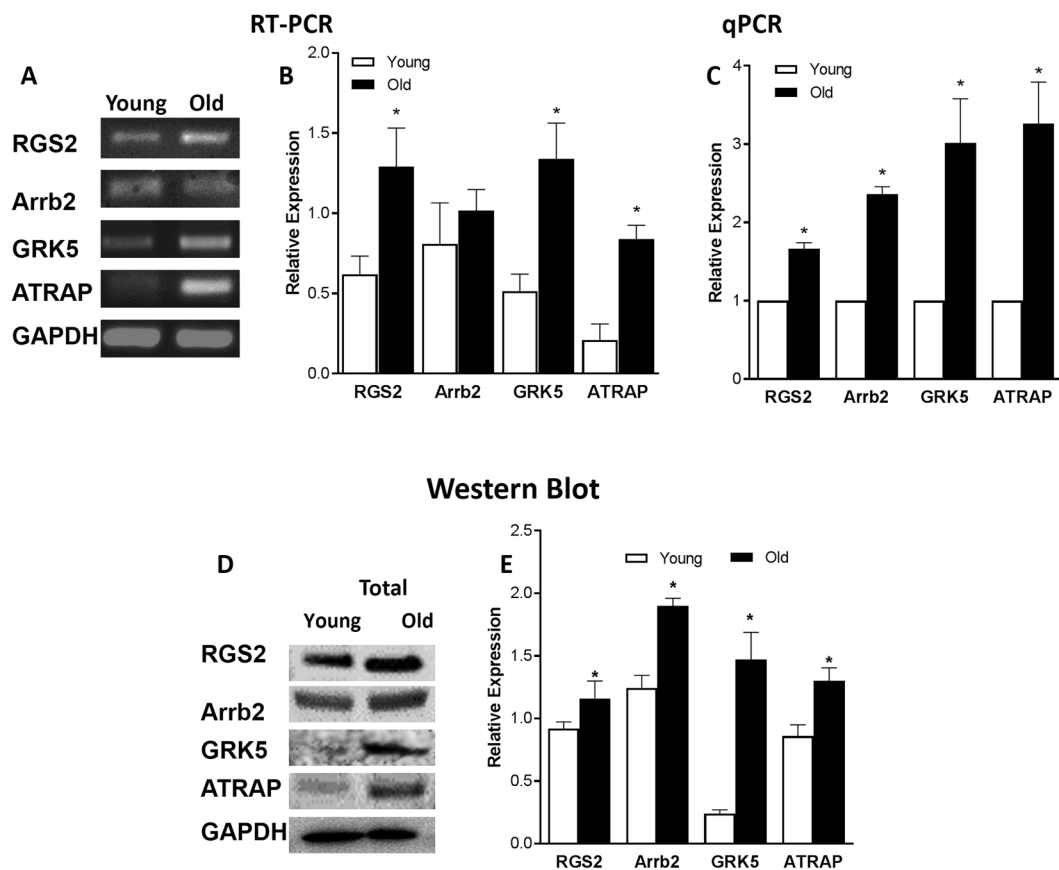 RT-PCR
qPCR
A
Young Old
RGS2
Arrb2
GRK5
ATRAP
GAPDH
B
Young
Old
Relative Expression
2.0
1.5
1.0
0.5
0.0
*
*
*
RGS2 Arrb2 GRK5 ATRAP
C
Young
Old
Relative Expression
4
3
2
1
0
*
*
*
*
RGS2 Arrb2 GRK5 ATRAP
Western Blot
D
Total
Young Old
RGS2
Arrb2
GRK5
ATRAP
GAPDH
E
Young Old
Relative Expression
2.5
2.0
1.5
1.0
0.5
0.0
*
*
*
*
RGS2 Arrb2 GRK5 ATRAP